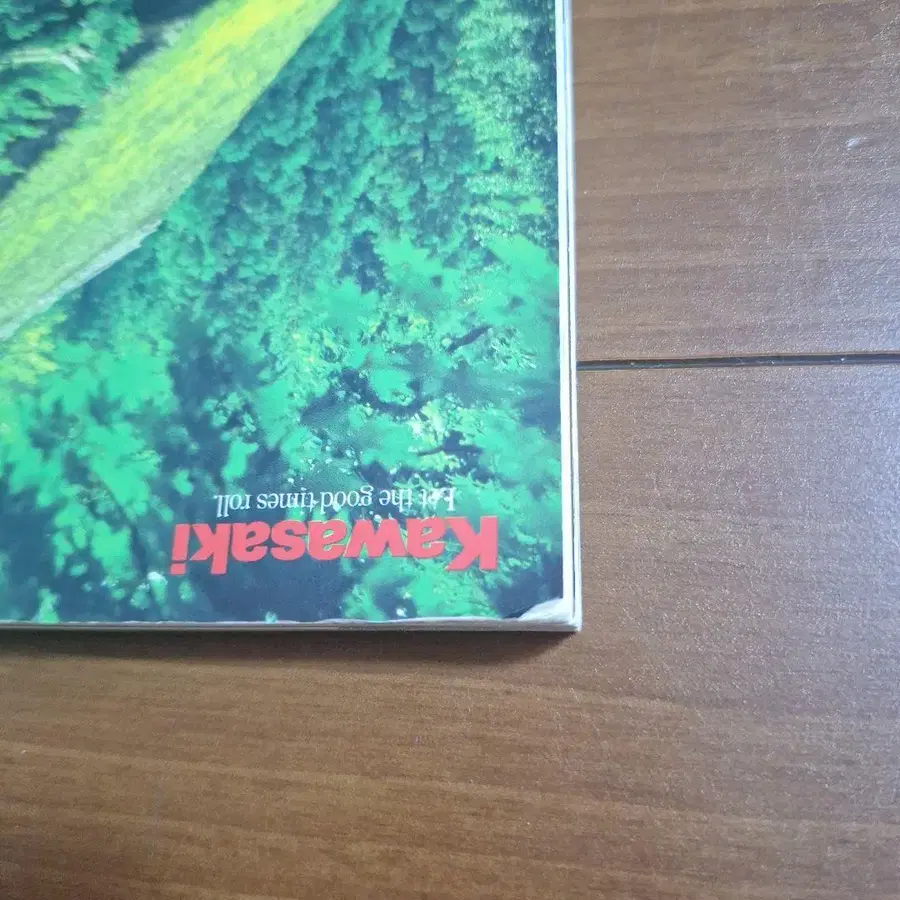 Kawasaki
Let the good times roll.